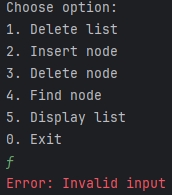 Choose option:
1. Delete list
2. Insert node
3. Delete node
4. Find node
5. Display list
0. Exit
f
Error: Invalid input